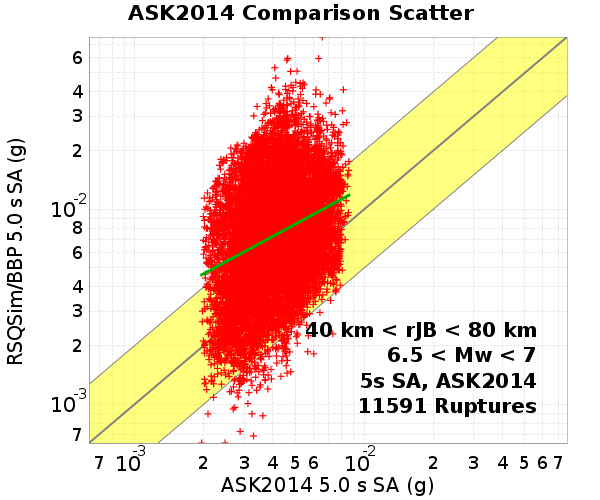 ASK2014 Comparison Scatter
6
4
3
2
10-2
8
6
4
3
2
10-3
7
RSQSim/BBP 5.0 s SA (g)
40 km < rJB < 80 km
6.5 < Mw < 7
5s SA, ASK2014
11591 Ruptures
7 10-3 2 3 4 5 6 10-2 2 3 4 5 6 7
ASK2014 5.0 s SA (g)